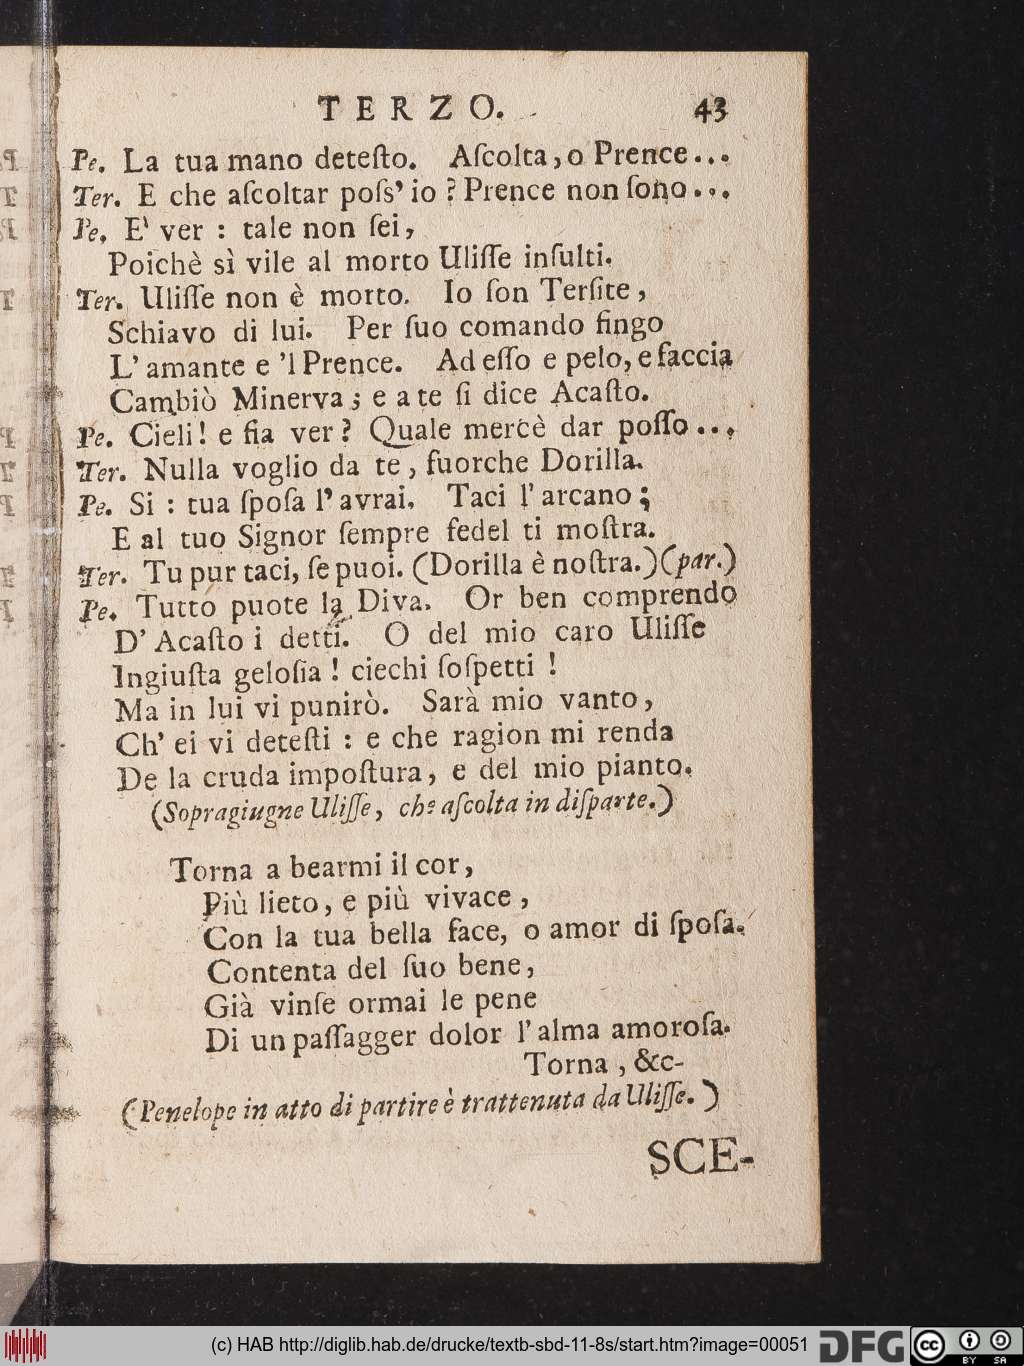 TERZO. 43
Pe. La tua mano deteſto. Aſcolta, o Prence...
Ter. E che aſcoltar poſs' io ? Prence non ſono...
Pe. E' ver : tale non ſei,
Poichè sì vile al morto Uliſſe inſulti.
Ter. Uliſſe non è morto. Io ſon Terſite,
Schiavo di lui. Per ſuo comando fingo
L' amante e 'l Prence. Ad eſſo e pelo, e faccia
Cambiò Minerva; e a te ſi dice Acaſto.
Pe. Cieli! e fia ver? Quale mercè dar poſſo...
Ter. Nulla voglio da te, fuorche Dorilla.
Pe. Si : tua ſpoſa l' avrai. Taci l' arcano;
E al tuo Signor ſempre fedel ti moſtra.
Ter. Tu pur taci, ſe puoi. (Dorilla è noſtra.)(par.)
Pe. Tutto puote la Diva. Or ben comprendo
D' Acaſto i detti. O del mio caro Uliſſe
Ingiuſta geloſia ! ciechi ſoſpetti !
Ma in lui vi punirò. Sarà mio vanto,
Ch' ei vi deteſti : e che ragion mi renda
De la cruda impoſtura, e del mio pianto.
(Sopragiugne Uliſſe, che aſcolta in diſparte.)
Torna a bearmi il cor,
Più lieto, e più vivace,
Con la tua bella face, o amor di ſpoſa.
Contenta del ſuo bene,
Già vinſe ormai le pene
Di un paſſagger dolor l' alma amoroſa.
Torna, &c-
(Penelope in atto di partire è trattenuta da Uliſſe.)
SCE-
(c) HAB http://diglib.hab.de/drucke/textb-sbd-11-8s/start.htm?image=00051 DFG cc BY SA